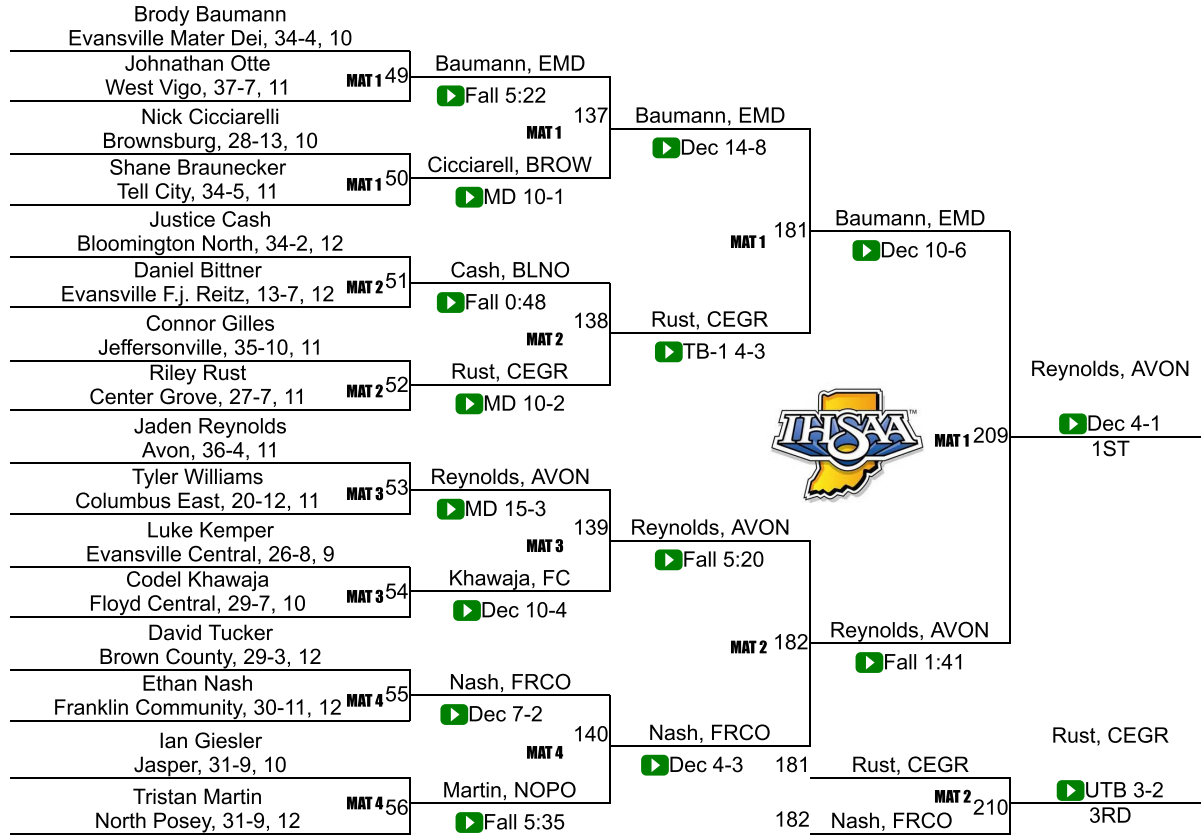 Brody Baumann
Evansville Mater Dei, 34-4, 10
Johnathan Otte
West Vigo, 37-7, 11
MAT 1 49
Baumann, EMD
Fall 5:22
Nick Cicciarelli
Brownsburg, 28-13, 10
Shane Braunecker
Tell City, 34-5, 11
MAT 1 50
Cicciarell, BROW
MD 10-1
137
MAT 1
Baumann, EMD
Dec 14-8
Justice Cash
Bloomington North, 34-2, 12
Daniel Bittner
Evansville F.j. Reitz, 13-7, 12
MAT 2 51
Cash, BLNO
Fall 0:48
Connor Gilles
Jeffersonville, 35-10, 11
Riley Rust
Center Grove, 27-7, 11
MAT 2 52
Rust, CEGR
MD 10-2
138
MAT 2
Rust, CEGR
TB-1 4-3
181
MAT 1
Baumann, EMD
Dec 10-6
Jaden Reynolds
Avon, 36-4, 11
Tyler Williams
Columbus East, 20-12, 11
MAT 3 53
Reynolds, AVON
MD 15-3
Luke Kemper
Evansville Central, 26-8, 9
Codel Khawaja
Floyd Central, 29-7, 10
MAT 3 54
Khawaja, FC
Dec 10-4
139
MAT 3
Reynolds, AVON
Fall 5:20
David Tucker
Brown County, 29-3, 12
Ethan Nash
Franklin Community, 30-11, 12
MAT 4 55
Nash, FRCO
Dec 7-2
Ian Giesler
Jasper, 31-9, 10
Tristan Martin
North Posey, 31-9, 12
MAT 4 56
Martin, NOPO
Fall 5:35
140
MAT 4
Nash, FRCO
Dec 4-3
MAT 2 182
Reynolds, AVON
Fall 1:41
IHSAA™
MAT 1 209
Reynolds, AVON
Dec 4-1
1ST
181
Rust, CEGR
182
Nash, FRCO
MAT 2 210
Rust, CEGR
UTB 3-2
3RD